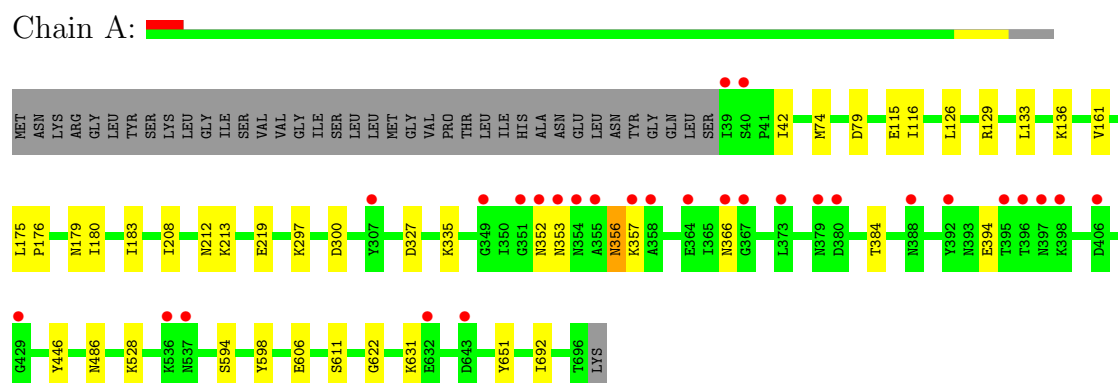 Chain A:
MET ASN LYS ARG GLY LEU TYR SER LYS LEU GLY ILE SER VAL VAL GLY ILE SER LEU LEU MET GLY VAL PRO THR LEU ILE HIS ALA ASN GLU LEU ASN TYR GLY GLN LEU SER I39 S40 P41 I42 M74 D79 E115 I116 L126 R129 L133 K136 V161
L175 P176 N179 I180 I183 I208 N212 K213 E219 K297 D300 Y307 D327 K335 G349 I350 G351 N352 N353 N354 A355 N356 K357 A358 E364 I365 N366 G367 L373 N379 D380 T384 N388 Y392 N393 E394 T395 T396 N397 K398 D406
G429 Y446 N486 K528 K536 N537 S594 Y598 E606 S611 G622 K631 E632 D643 Y651 I692 T696 LYS